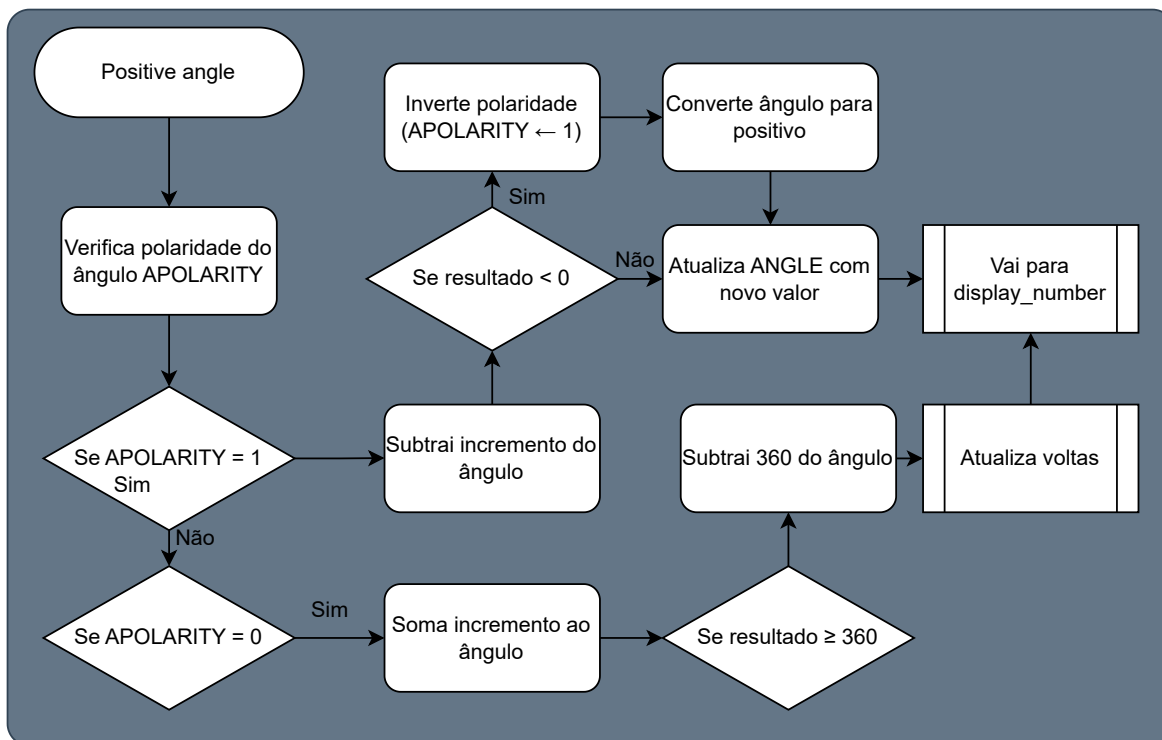 Positive angle
Verifica polaridade do
ângulo APOLARITY
Se APOLARITY = 1
Sim
Não
Se APOLARITY = 0
Sim
Inverte polaridade
(APOLARITY ← 1)
Sim
Se resultado < 0
Não
Subtrai incremento do
ângulo
Soma incremento ao
ângulo
Converte ângulo para
positivo
Atualiza ANGLE com
novo valor
Subtrai 360 do ângulo
Se resultado ≥ 360
Vai para
display_number
Atualiza voltas